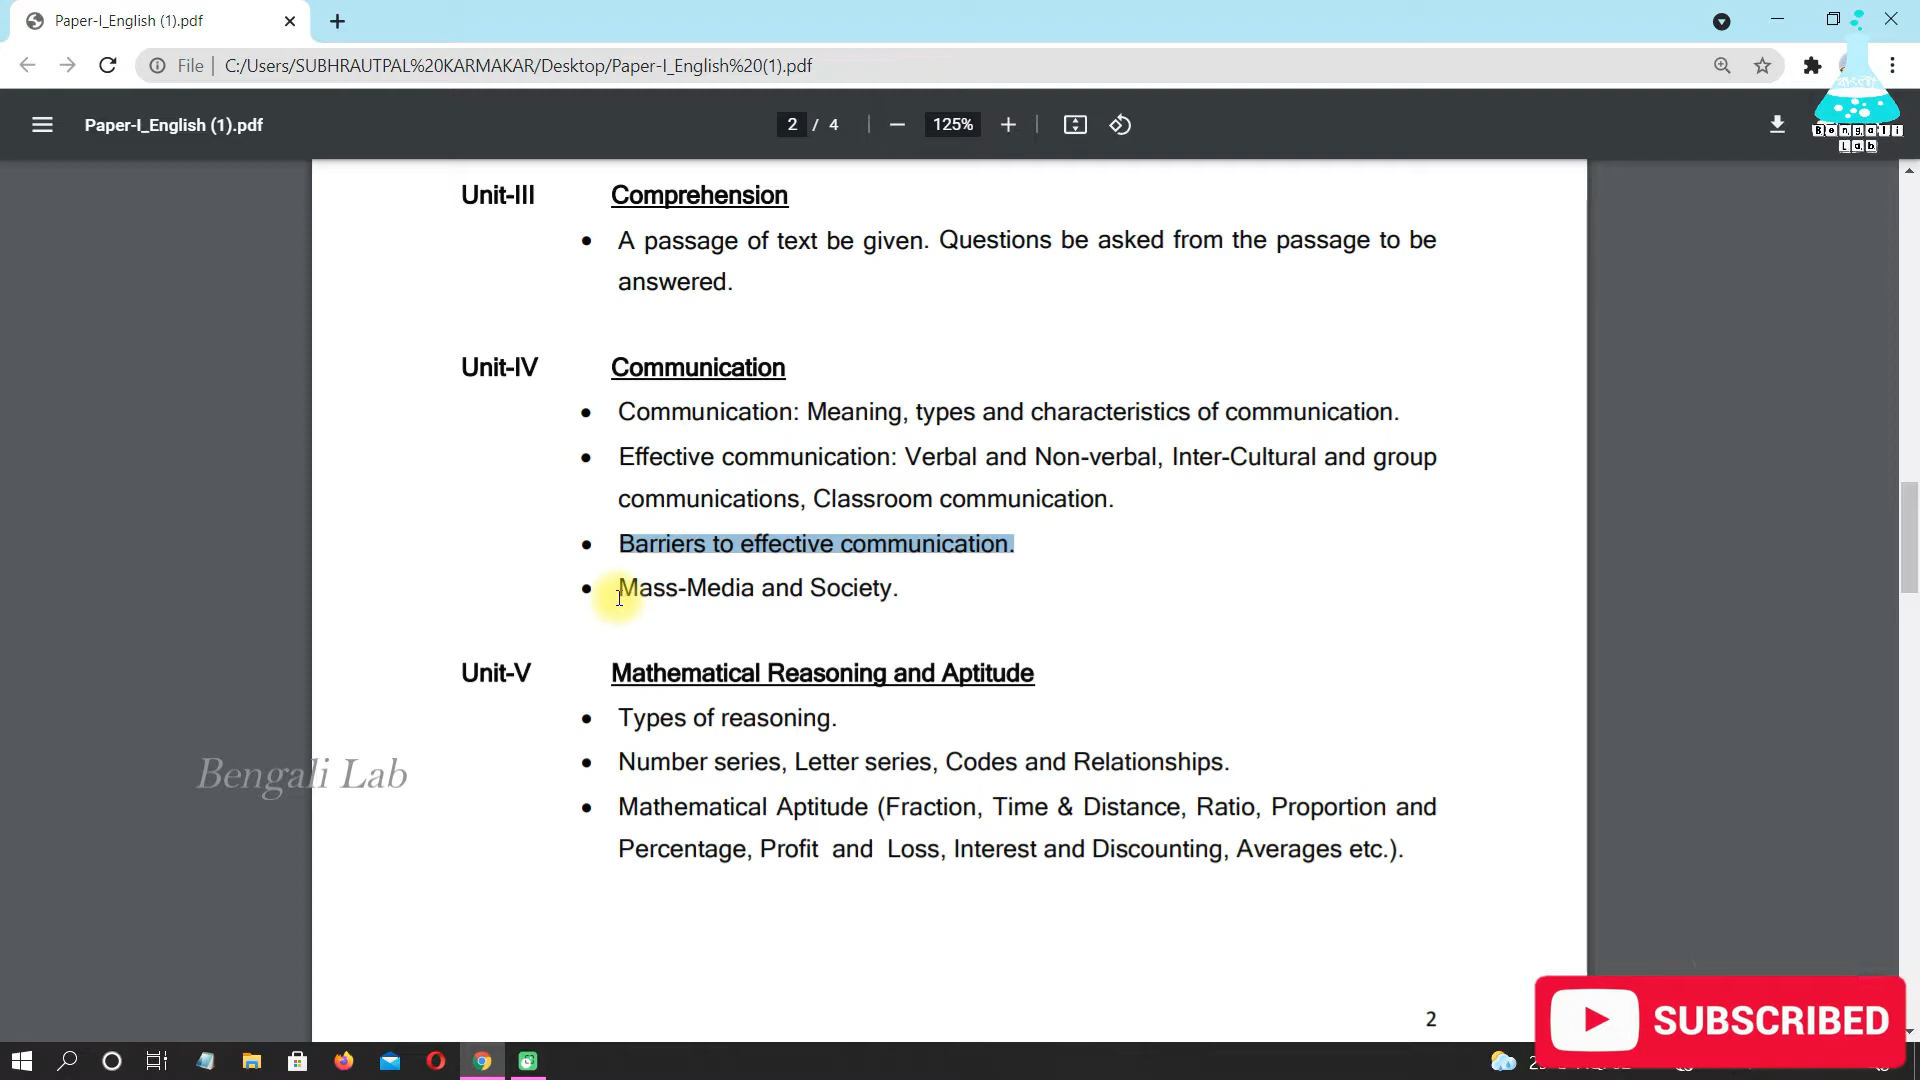 Paper-I_English (1).pdf
File | C:/Users/SUBHRAUTPAL%20KARMAKAR/Desktop/Paper-I_English%20(1).pdf
Paper-I_English (1).pdf
2 / 4
125%
Bengali
Lab
Unit-III Comprehension
• A passage of text be given. Questions be asked from the passage to be
answered.
Unit-IV Communication
• Communication: Meaning, types and characteristics of communication.
• Effective communication: Verbal and Non-verbal, Inter-Cultural and group
communications, Classroom communication.
• Barriers to effective communication.
• Mass-Media and Society.
Unit-V Mathematical Reasoning and Aptitude
• Types of reasoning.
• Number series, Letter series, Codes and Relationships.
Bengali Lab
• Mathematical Aptitude (Fraction, Time & Distance, Ratio, Proportion and
Percentage, Profit and Loss, Interest and Discounting, Averages etc.).
2
SUBSCRIBED